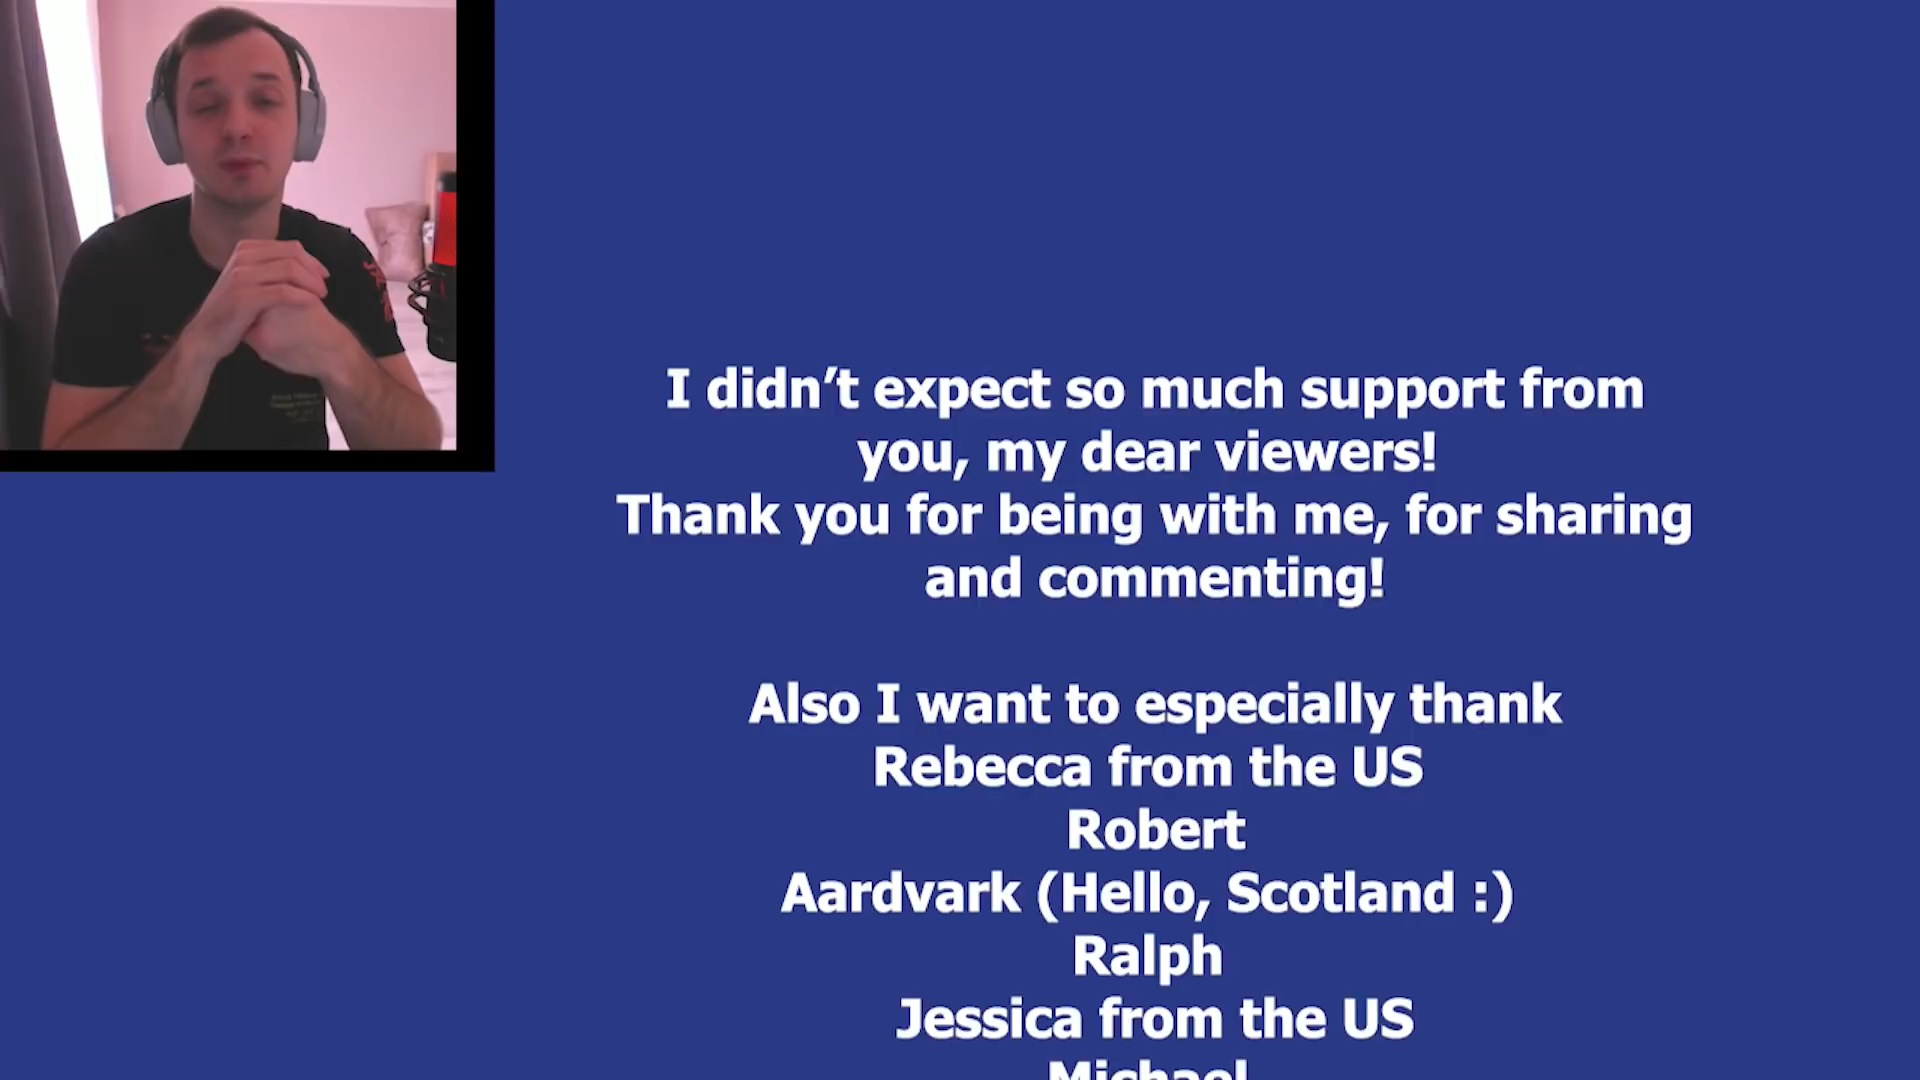 I didn’t expect so much support from
you, my dear viewers!
Thank you for being with me, for sharing
and commenting!
Also I want to especially thank
Rebecca from the US
Robert
Aardvark (Hello, Scotland :)
Ralph
Jessica from the US
Michael